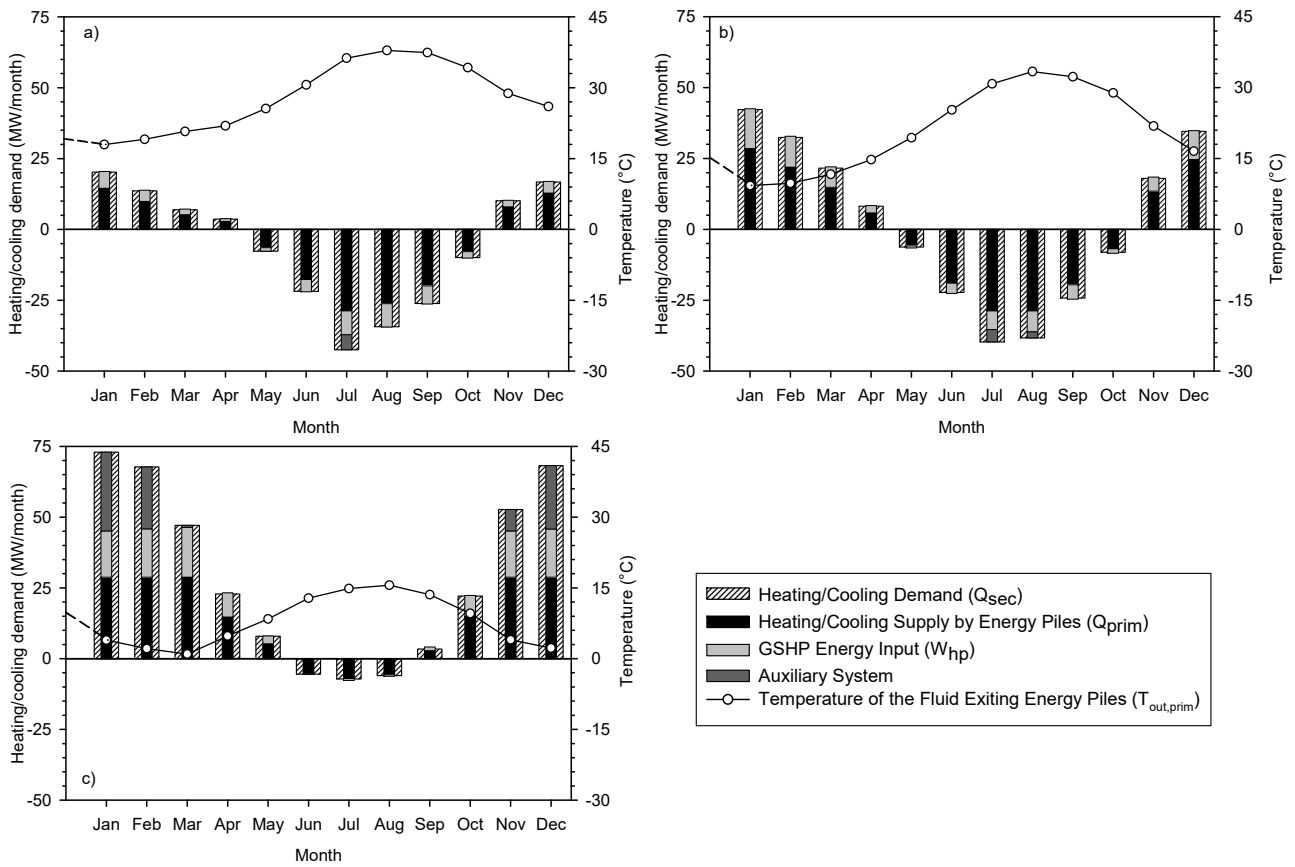 a)
Heating/cooling demand (MW/month)
75
50
25
0
-25
-50
45
30
15
0
-15
-30
Temperature (°C)
Jan Feb Mar Apr May Jun Jul Aug Sep Oct Nov Dec
Month
b)
Heating/cooling demand (MW/month)
75
50
25
0
-25
-50
45
30
15
0
-15
-30
Temperature (°C)
Jan Feb Mar Apr May Jun Jul Aug Sep Oct Nov Dec
Month
c)
Heating/cooling demand (MW/month)
75
50
25
0
-25
-50
45
30
15
0
-15
-30
Temperature (°C)
Jan Feb Mar Apr May Jun Jul Aug Sep Oct Nov Dec
Month
Heating/Cooling Demand (Qsec)
Heating/Cooling Supply by Energy Piles (Qprim)
GSHP Energy Input (Whp)
Auxiliary System
Temperature of the Fluid Exiting Energy Piles (Tout,prim)